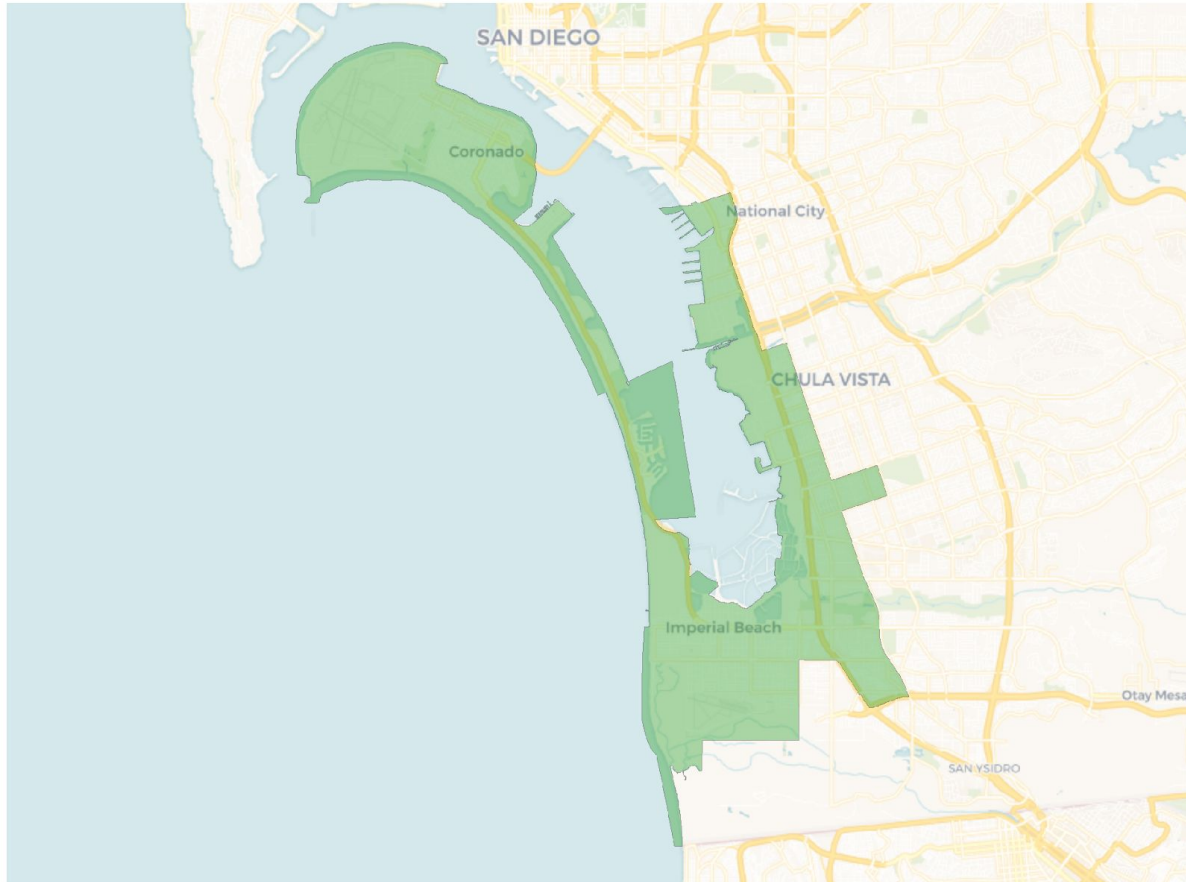 SAN DIEGO
Coronado
National City
CHULA VISTA
Imperial Beach
Otay Mesa
SAN YSIDRO